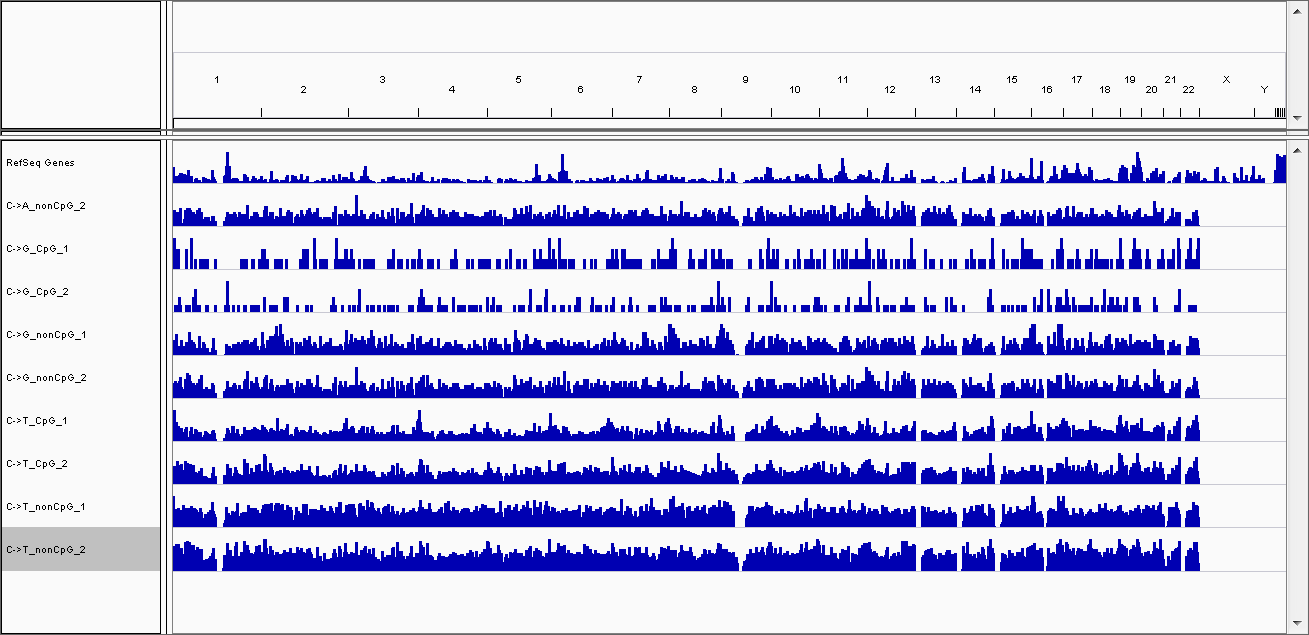 1 3 5 7 9 11 13 15 17 19 21 X
2 4 6 8 10 12 14 16 18 20 22 Y
RefSeq Genes
C->A_nonCpG_2
C->G_CpG_1
C->G_CpG_2
C->G_nonCpG_1
C->G_nonCpG_2
C->T_CpG_1
C->T_CpG_2
C->T_nonCpG_1
C->T_nonCpG_2